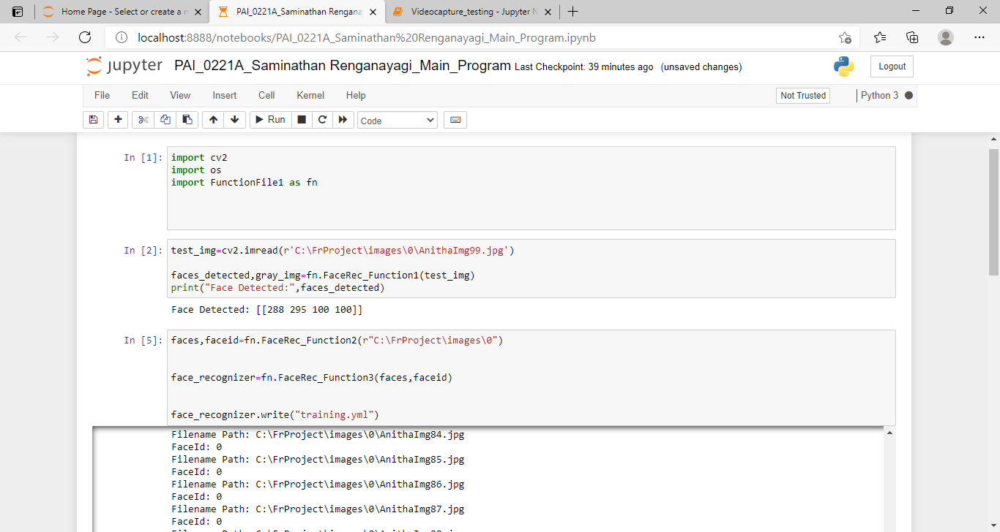 Home Page - Select or create a n
PAI_0221A_Saminathan Rengana
Videocapture_testing - Jupyter N
localhost:8888/notebooks/PAI_0221A_Saminathan%20Renganayagi_Main_Program.ipynb
jupyter PAI_0221A_Saminathan Renganayagi_Main_Program Last Checkpoint: 39 minutes ago (unsaved changes)
Logout
File Edit View Insert Cell Kernel Help
Not Trusted
Python 3
Run
Code
In [1]: import cv2
import os
import FunctionFile1 as fn
In [2]: test_img=cv2.imread(r'C:\FrProject\images\0\AnithaImg99.jpg')
faces_detected,gray_img=fn.FaceRec_Function1(test_img)
print("Face Detected:",faces_detected)
Face Detected: [[288 295 100 100]]
In [5]: faces,faceid=fn.FaceRec_Function2(r"C:\FrProject\images\0")
face_recognizer=fn.FaceRec_Function3(faces,faceid)
face_recognizer.write("training.yml")
Filename Path: C:\FrProject\images\0\AnithaImg84.jpg
FaceId: 0
Filename Path: C:\FrProject\images\0\AnithaImg85.jpg
FaceId: 0
Filename Path: C:\FrProject\images\0\AnithaImg86.jpg
FaceId: 0
Filename Path: C:\FrProject\images\0\AnithaImg87.jpg
FaceId: 0